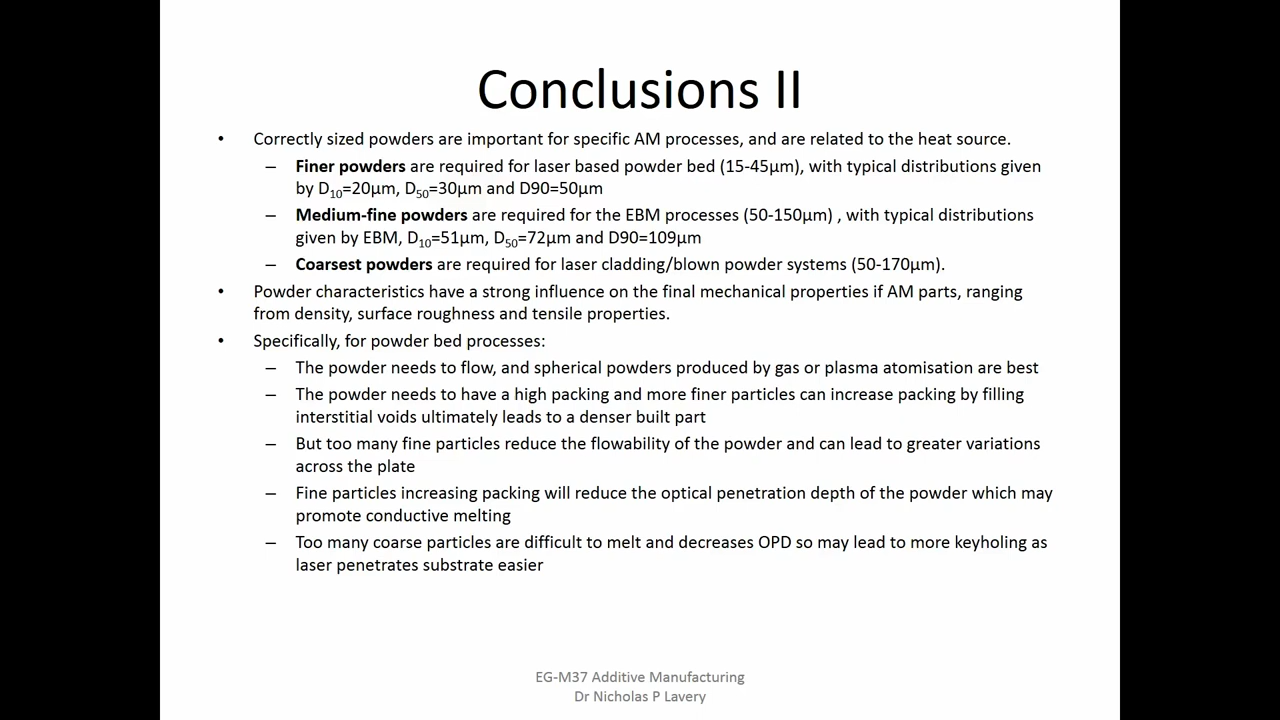 Conclusions II
• Correctly sized powders are important for specific AM processes, and are related to the heat source.
– Finer powders are required for laser based powder bed (15-45µm), with typical distributions given
by D10=20µm, D50=30µm and D90=50µm
– Medium-fine powders are required for the EBM processes (50-150µm) , with typical distributions
given by EBM, D10=51µm, D50=72µm and D90=109µm
– Coarsest powders are required for laser cladding/blown powder systems (50-170µm).
• Powder characteristics have a strong influence on the final mechanical properties if AM parts, ranging
from density, surface roughness and tensile properties.
• Specifically, for powder bed processes:
– The powder needs to flow, and spherical powders produced by gas or plasma atomisation are best
– The powder needs to have a high packing and more finer particles can increase packing by filling
interstitial voids ultimately leads to a denser built part
– But too many fine particles reduce the flowability of the powder and can lead to greater variations
across the plate
– Fine particles increasing packing will reduce the optical penetration depth of the powder which may
promote conductive melting
– Too many coarse particles are difficult to melt and decreases OPD so may lead to more keyholing as
laser penetrates substrate easier
EG-M37 Additive Manufacturing
Dr Nicholas P Lavery